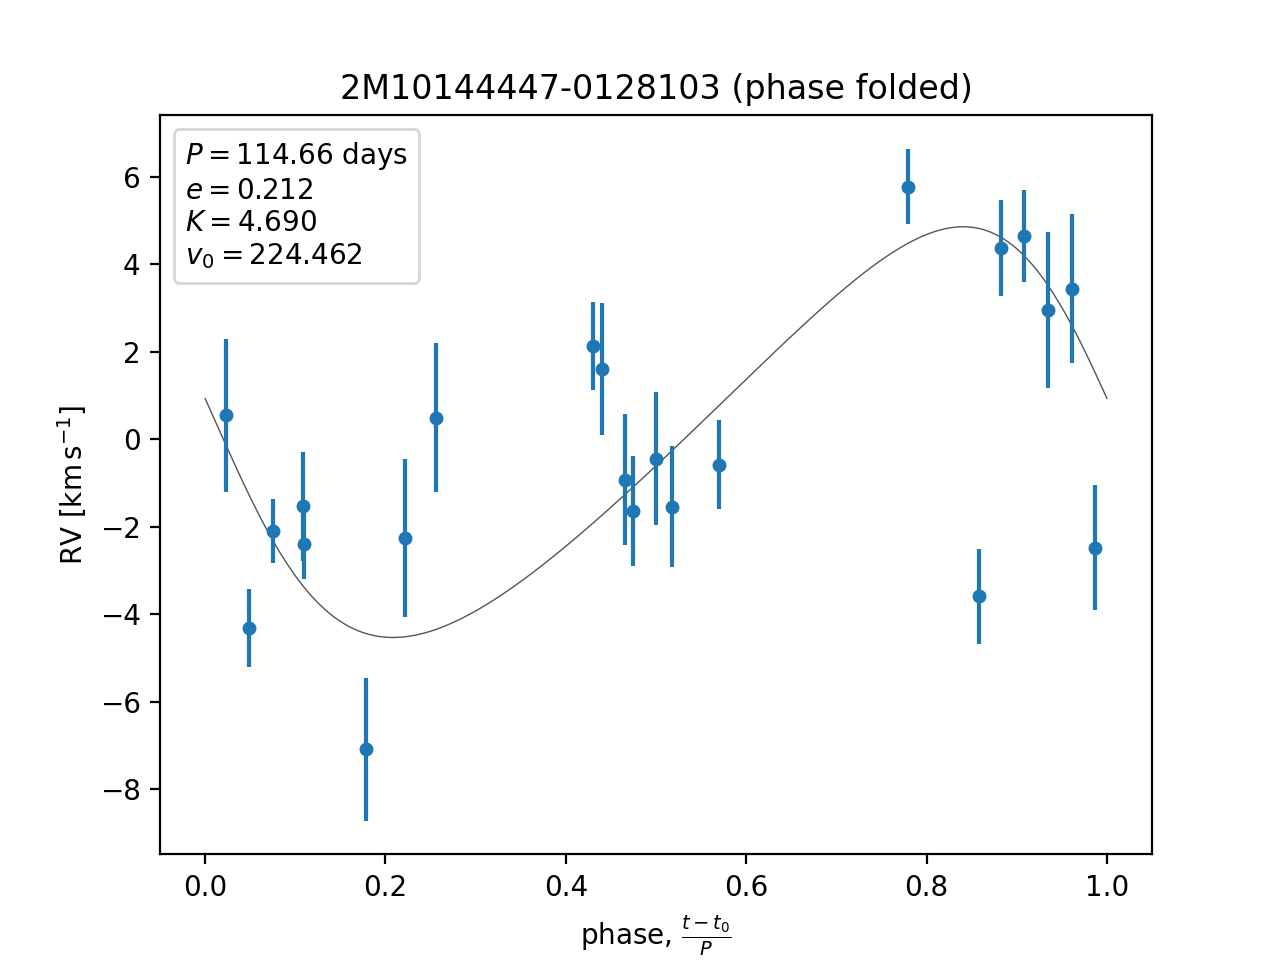 2M10144447-0128103 (phase folded)
P = 114.66 days
e = 0.212
K = 4.690
v₀ = 224.462
6
4
2
0
−2
−4
−6
−8
RV [km s⁻¹]
0.0 0.2 0.4 0.6 0.8 1.0
phase, (t − t₀)/P